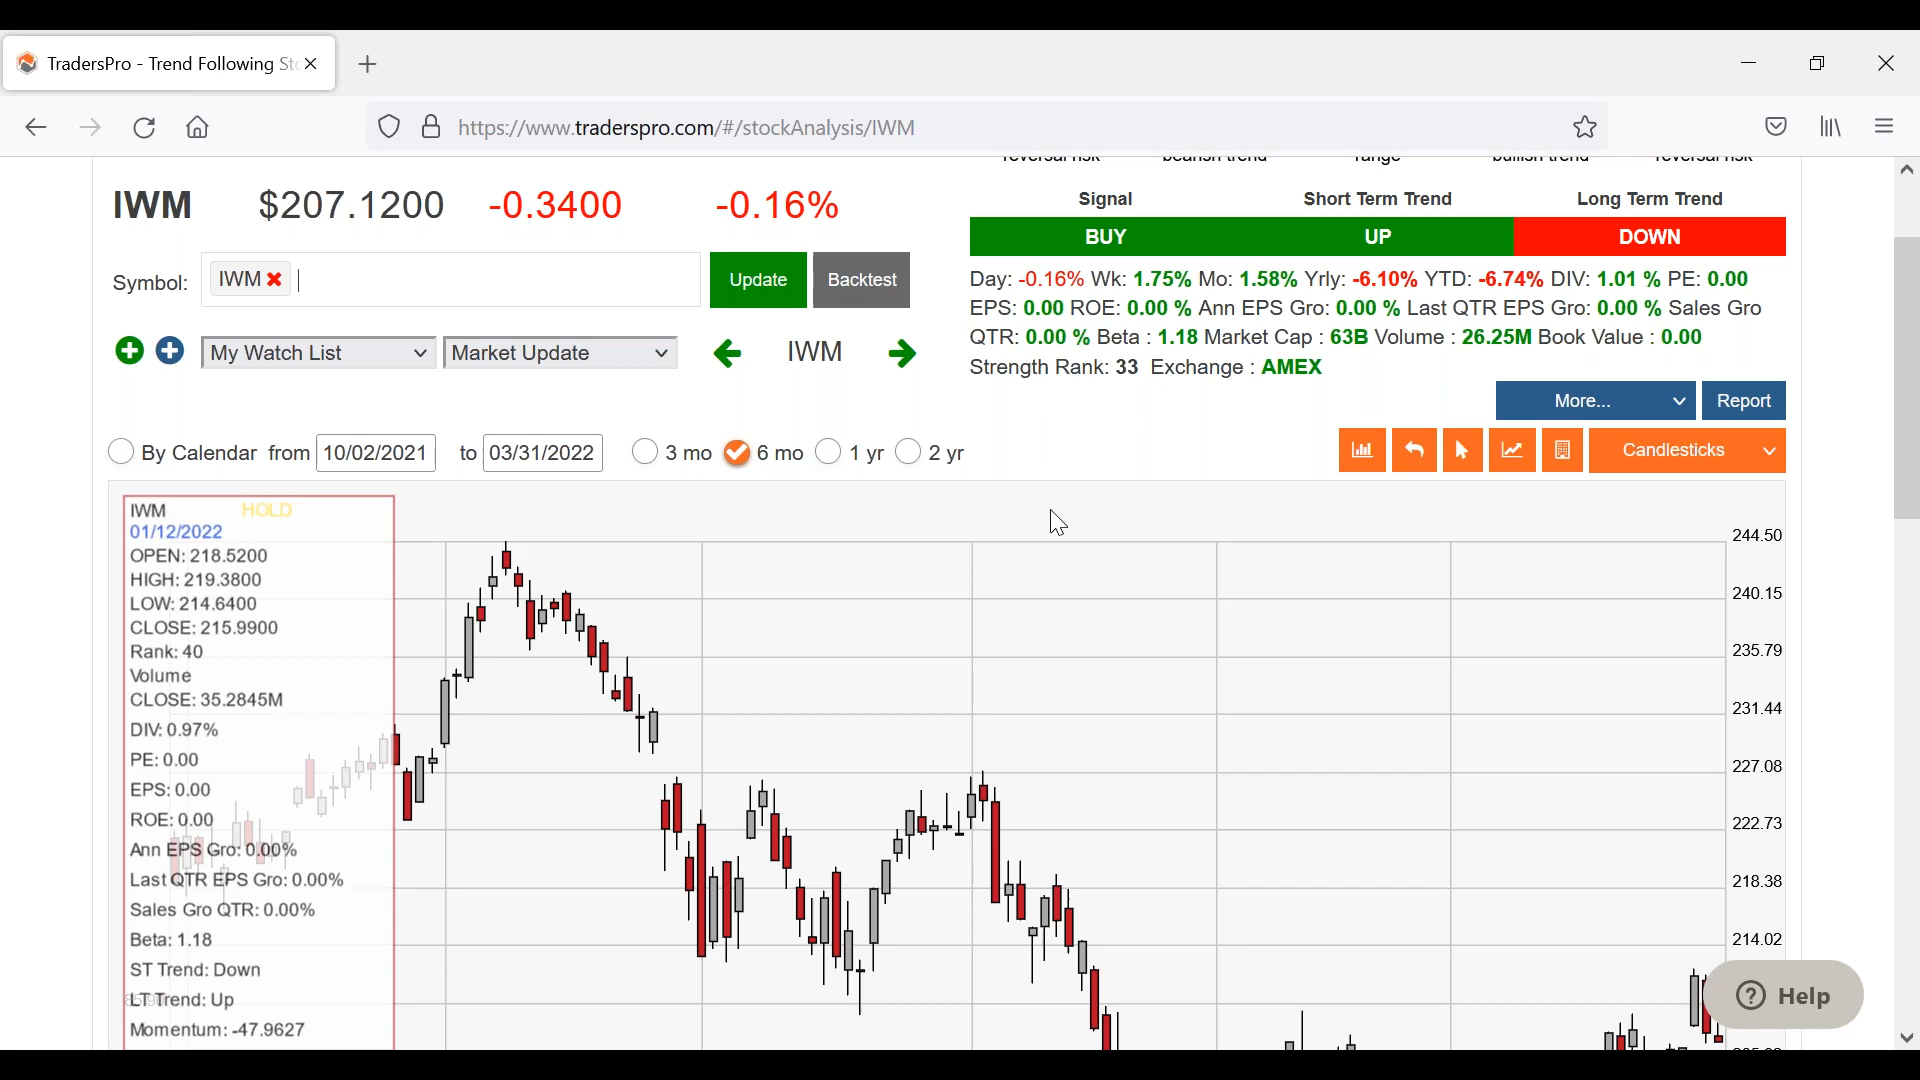 TradersPro - Trend Following Sto
https://www.traderspro.com/#/stockAnalysis/IWM
reversal risk bearish trend range bullish trend reversal risk
IWM $207.1200 -0.3400 -0.16%
Signal Short Term Trend Long Term Trend
BUY UP DOWN
Symbol: IWM Update Backtest
Day: -0.16% Wk: 1.75% Mo: 1.58% Yrly: -6.10% YTD: -6.74% DIV: 1.01 % PE: 0.00
EPS: 0.00 ROE: 0.00 % Ann EPS Gro: 0.00 % Last QTR EPS Gro: 0.00 % Sales Gro
QTR: 0.00 % Beta : 1.18 Market Cap : 63B Volume : 26.25M Book Value : 0.00
Strength Rank: 33 Exchange : AMEX
My Watch List Market Update IWM
More... Report
By Calendar from 10/02/2021 to 03/31/2022 3 mo 6 mo 1 yr 2 yr
Candlesticks
IWM HOLD
01/12/2022
OPEN: 218.5200
HIGH: 219.3800
LOW: 214.6400
CLOSE: 215.9900
Rank: 40
Volume
CLOSE: 35.2845M
DIV: 0.97%
PE: 0.00
EPS: 0.00
ROE: 0.00
Ann EPS Gro: 0.00%
Last QTR EPS Gro: 0.00%
Sales Gro QTR: 0.00%
Beta: 1.18
ST Trend: Down
LT Trend: Up
Momentum: -47.9627
244.50
240.15
235.79
231.44
227.08
222.73
218.38
214.02
Help